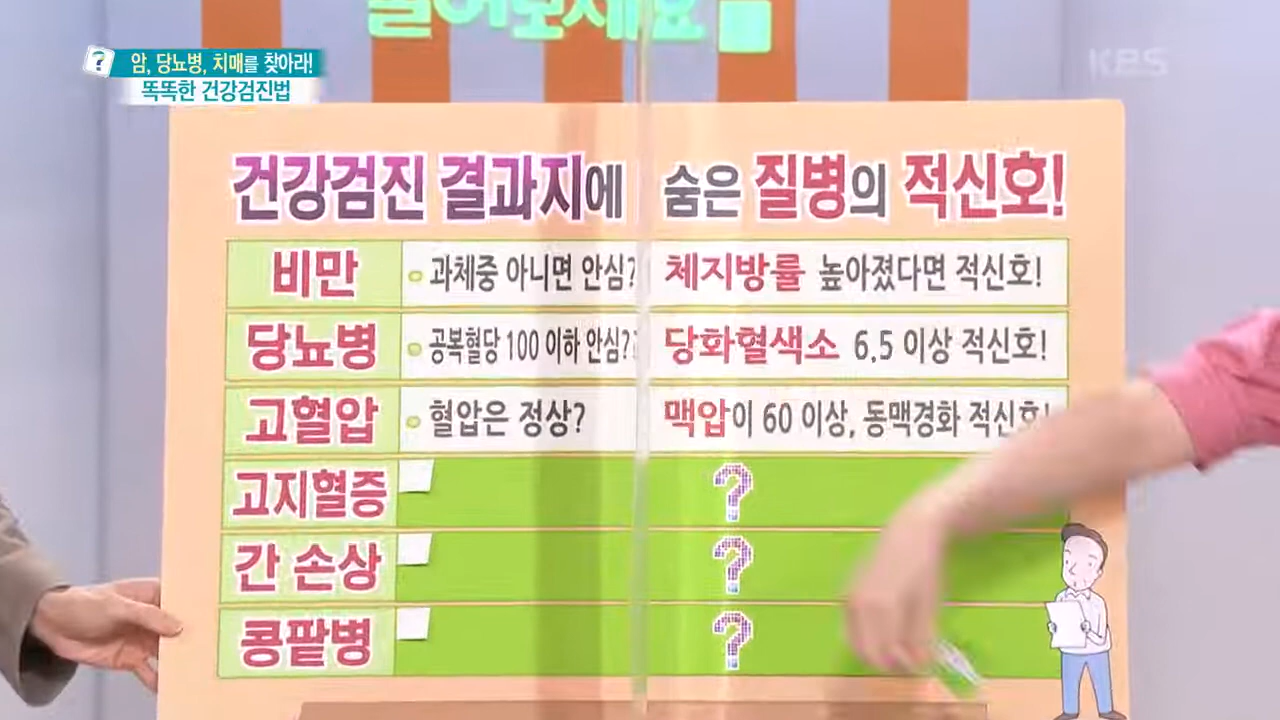 물어보세요
KBS
?
암, 당뇨병, 치매를 찾아라!
똑똑한 건강검진법
건강검진 결과지에 숨은 질병의 적신호!
비만 과체중 아니면 안심? 체지방률 높아졌다면 적신호!
당뇨병 공복혈당 100 이하 안심? 당화혈색소 6.5 이상 적신호!
고혈압 혈압은 정상? 맥압이 60 이상, 동맥경화 적신호!
고지혈증 ?
간 손상 ?
콩팥병 ?